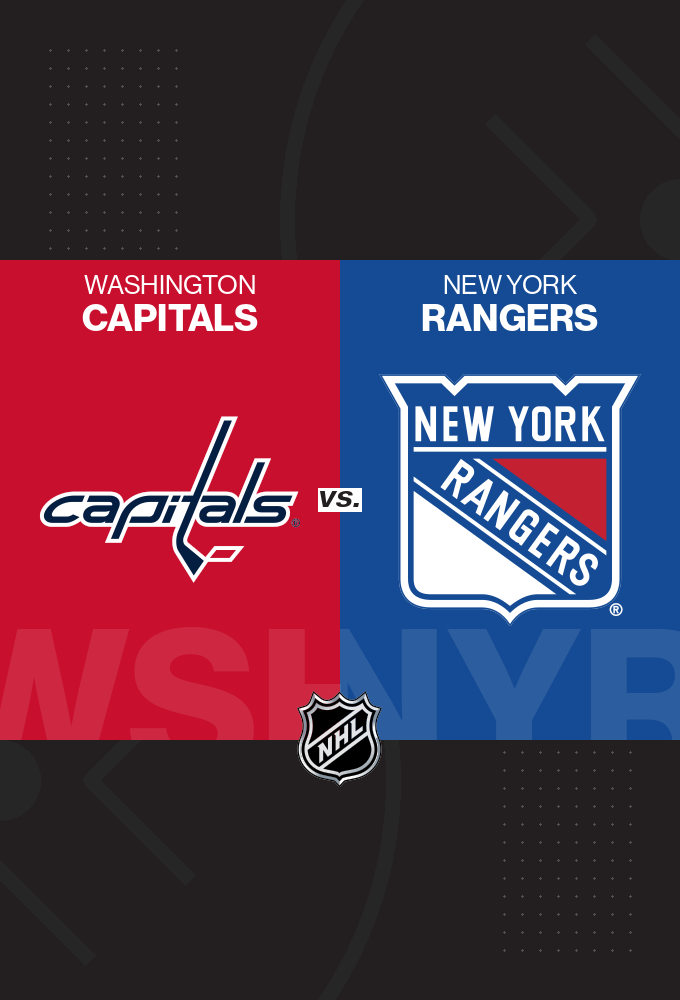 WASHINGTON
CAPITALS
NEW YORK
RANGERS
capitals
vs.
NEW YORK
RANGERS
®
WSH
NYR
NHL